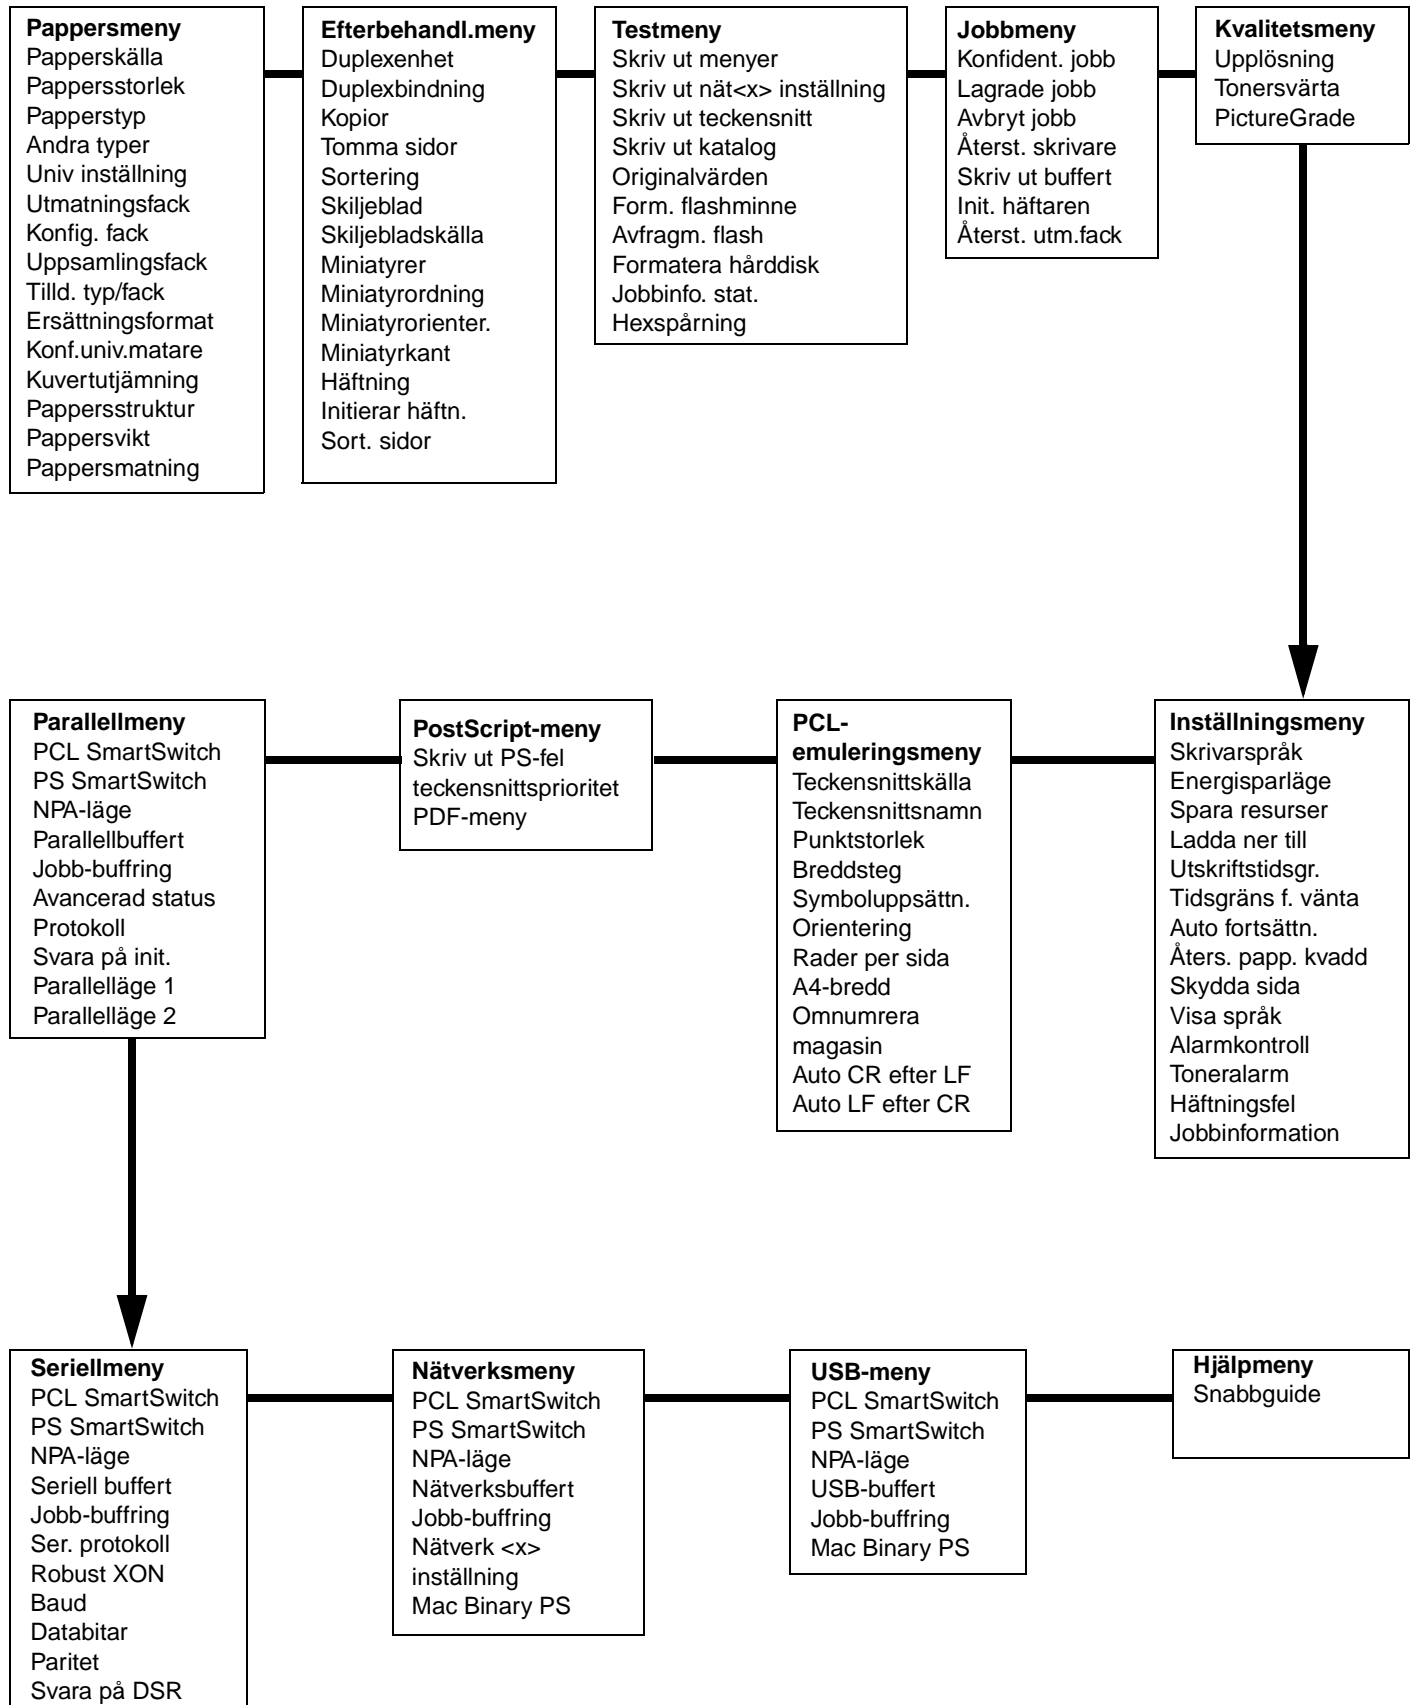 Pappersmeny
Papperskälla
Pappersstorlek
Papperstyp
Andra typer
Univ inställning
Utmatningsfack
Konfig. fack
Uppsamlingsfack
Tilld. typ/fack
Ersättningsformat
Konf.univ.matare
Kuvertutjämning
Pappersstruktur
Pappersvikt
Pappersmatning
Efterbehandl.meny
Duplexenhet
Duplexbindning
Kopior
Tomma sidor
Sortering
Skiljeblad
Skiljebladskälla
Miniatyrer
Miniatyrordning
Miniatyrorienter.
Miniatyrkant
Häftning
Initierar häftn.
Sort. sidor
Testmeny
Skriv ut menyer
Skriv ut nät<x> inställning
Skriv ut teckensnitt
Skriv ut katalog
Originalvärden
Form. flashminne
Avfragm. flash
Formatera hårddisk
Jobbinfo. stat.
Hexspårning
Jobbmeny
Konfident. jobb
Lagrade jobb
Avbryt jobb
Återst. skrivare
Skriv ut buffert
Init. häftaren
Återst. utm.fack
Kvalitetsmeny
Upplösning
Tonersvärta
PictureGrade
Parallellmeny
PCL SmartSwitch
PS SmartSwitch
NPA-läge
Parallellbuffert
Jobb-buffring
Avancerad status
Protokoll
Svara på init.
Parallelläge 1
Parallelläge 2
PostScript-meny
Skriv ut PS-fel
teckensnittsprioritet
PDF-meny
PCL-
emuleringsmeny
Teckensnittskälla
Teckensnittsnamn
Punktstorlek
Breddsteg
Symboluppsättn.
Orientering
Rader per sida
A4-bredd
Omnumrera
magasin
Auto CR efter LF
Auto LF efter CR
Inställningsmeny
Skrivarspråk
Energisparläge
Spara resurser
Ladda ner till
Utskriftstidsgr.
Tidsgräns f. vänta
Auto fortsättn.
Åters. papp. kvadd
Skydda sida
Visa språk
Alarmkontroll
Toneralarm
Häftningsfel
Jobbinformation
Seriellmeny
PCL SmartSwitch
PS SmartSwitch
NPA-läge
Seriell buffert
Jobb-buffring
Ser. protokoll
Robust XON
Baud
Databitar
Paritet
Svara på DSR
Nätverksmeny
PCL SmartSwitch
PS SmartSwitch
NPA-läge
Nätverksbuffert
Jobb-buffring
Nätverk <x>
inställning
Mac Binary PS
USB-meny
PCL SmartSwitch
PS SmartSwitch
NPA-läge
USB-buffert
Jobb-buffring
Mac Binary PS
Hjälpmeny
Snabbguide